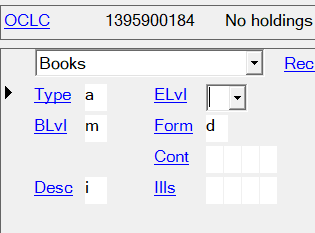 OCLC 1395900184 No holdings
Books Rec
Type a ELvl
BLvl m Form d
Cont
Desc i Ills